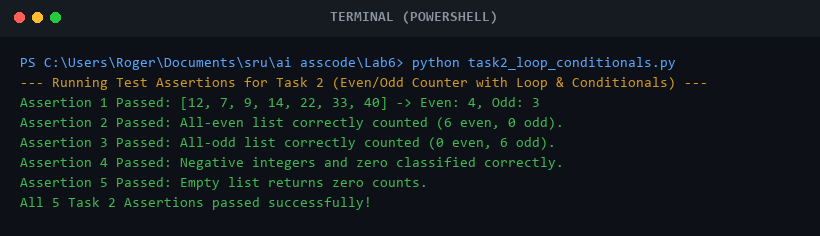 TERMINAL (POWERSHELL)
PS C:\Users\Roger\Documents\sru\ai asscode\Lab6> python task2_loop_conditionals.py
--- Running Test Assertions for Task 2 (Even/Odd Counter with Loop & Conditionals) ---
Assertion 1 Passed: [12, 7, 9, 14, 22, 33, 40] -> Even: 4, Odd: 3
Assertion 2 Passed: All-even list correctly counted (6 even, 0 odd).
Assertion 3 Passed: All-odd list correctly counted (0 even, 6 odd).
Assertion 4 Passed: Negative integers and zero classified correctly.
Assertion 5 Passed: Empty list returns zero counts.
All 5 Task 2 Assertions passed successfully!